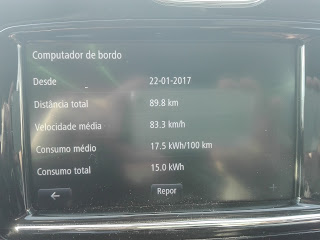 Computador de bordo
Desde 22-01-2017
Distância total 89.8 km
Velocidade média 83.3 km/h
Consumo médio 17.5 kWh/100 km
Consumo total 15.0 kWh
Repor